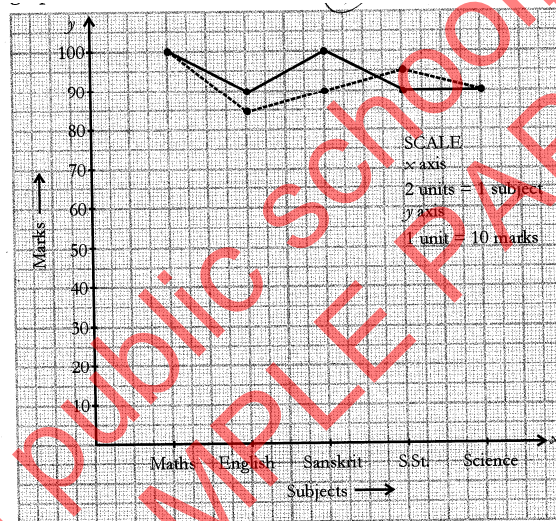 y
100
90
80
70
60
50
40
30
20
10
Marks
SCALE
x axis
2 units = 1 subject
y axis
1 unit = 10 marks
Maths English Sanskrit S.St. Science
x
Subjects
public school
MPLE PAP